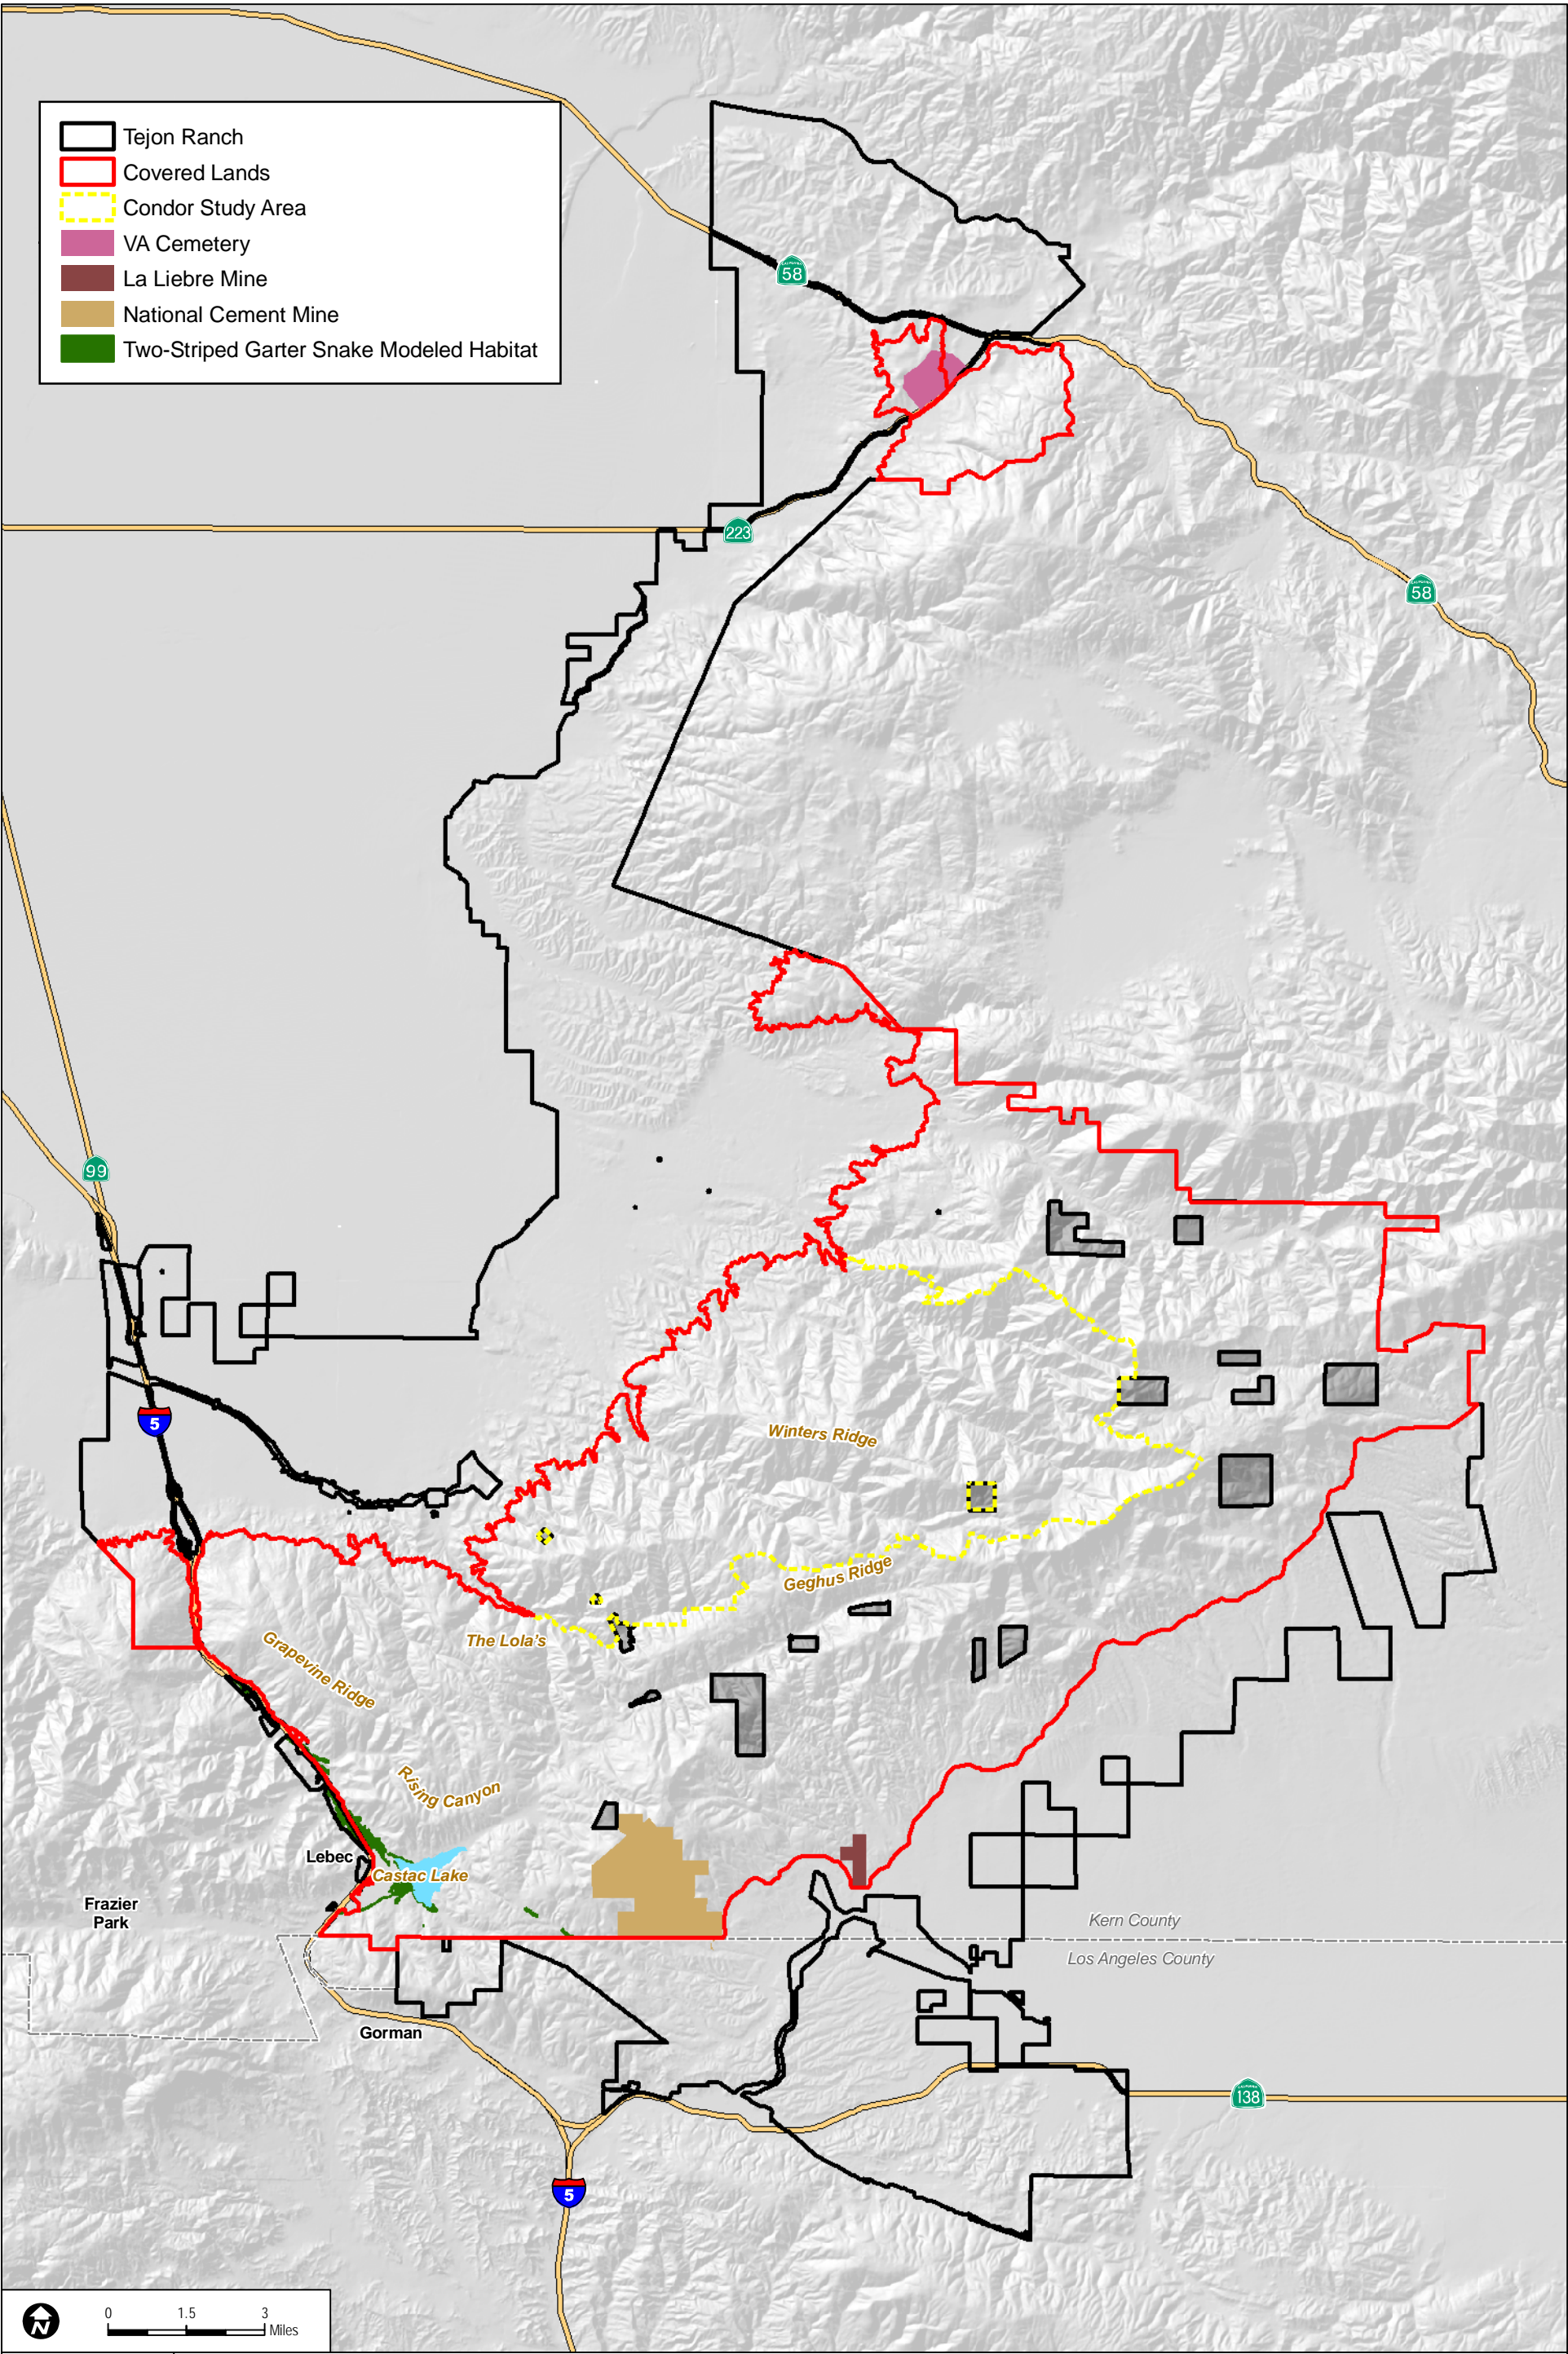 Tejon Ranch
Covered Lands
Condor Study Area
VA Cemetery
La Liebre Mine
National Cement Mine
Two-Striped Garter Snake Modeled Habitat
58
223
58
99
5
Winters Ridge
Geghus Ridge
The Lola's
Grapevine Ridge
Rising Canyon
Lebec
Castac Lake
Frazier
Park
Kern County
Los Angeles County
Gorman
138
5
N
0 1.5 3
Miles